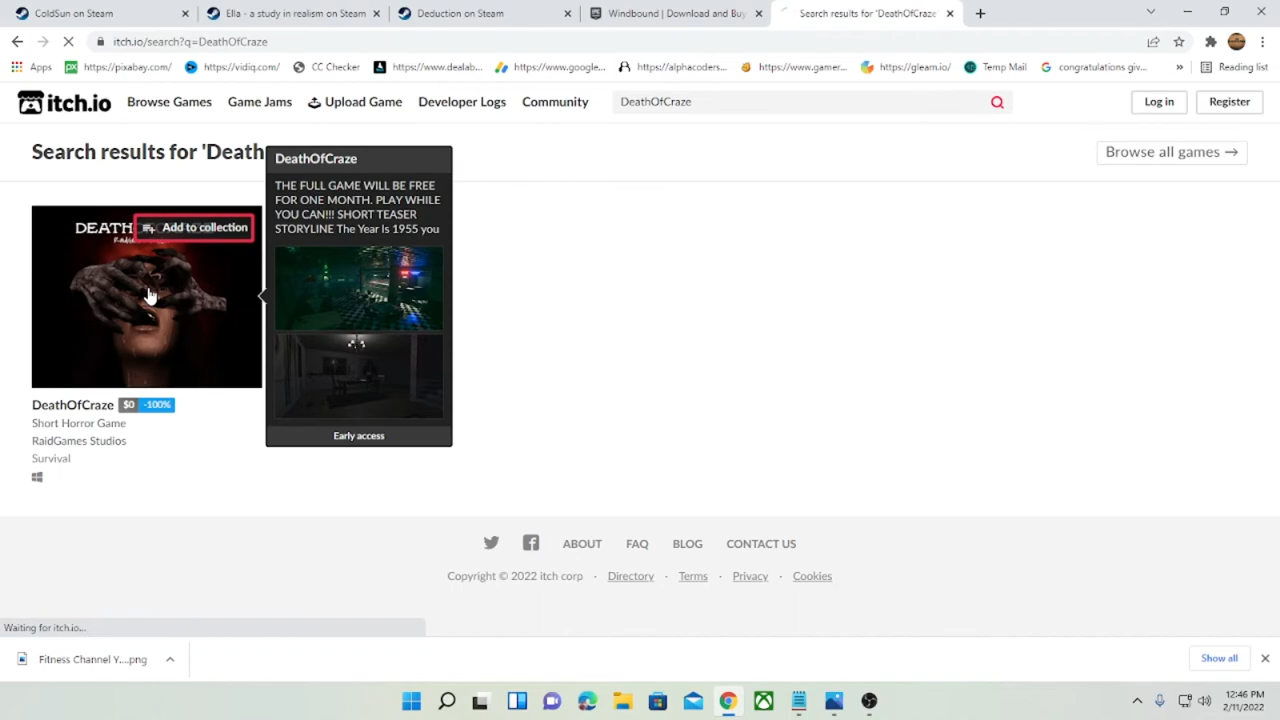 ColdSun on Steam
Ella - a study in realism on Steam
Deduction on Steam
Windbound | Download and Buy
Search results for 'DeathOfCraze
itch.io/search?q=DeathOfCraze
Apps
https://pixabay.com/
https://vidiq.com/
CC Checker
https://www.dealab...
https://www.google...
https://alphacoders...
https://www.gamer...
https://gleam.io/
Temp Mail
congratulations giv...
»
Reading list
itch.io
Browse Games
Game Jams
Upload Game
Developer Logs
Community
DeathOfCraze
Log in
Register
Search results for 'Death
Browse all games →
DEATH
Add to collection
DeathOfCraze
THE FULL GAME WILL BE FREE
FOR ONE MONTH. PLAY WHILE
YOU CAN!!! SHORT TEASER
STORYLINE The Year Is 1955 you
Early access
DeathOfCraze $0 -100%
Short Horror Game
RaidGames Studios
Survival
ABOUT
FAQ
BLOG
CONTACT US
Copyright © 2022 itch corp · Directory · Terms · Privacy · Cookies
Waiting for itch.io...
Fitness Channel Y....png
Show all
12:46 PM
2/11/2022